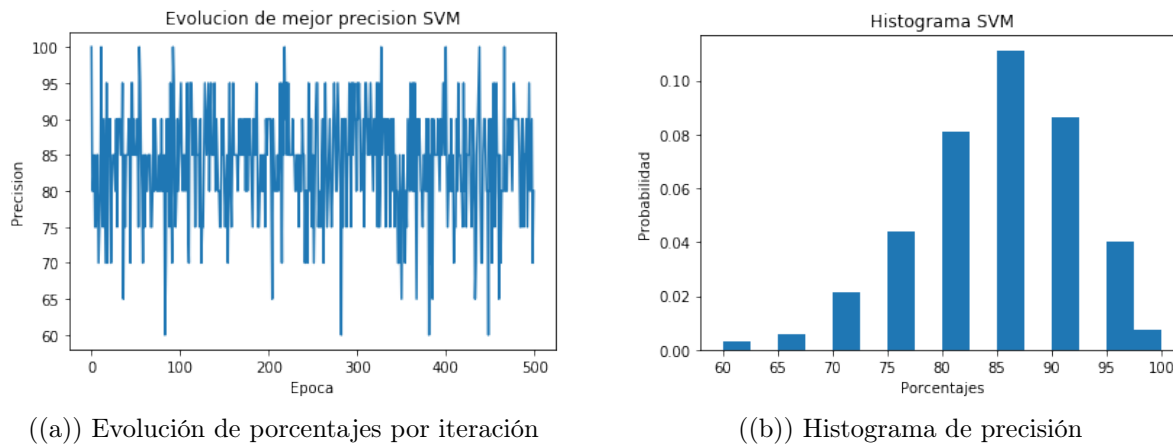 Evolucion de mejor precision SVM
100
95
90
85
80
75
70
65
60
Precision
0 100 200 300 400 500
Epoca
((a)) Evolución de porcentajes por iteración
Histograma SVM
0.10
0.08
0.06
0.04
0.02
0.00
Probabilidad
60 65 70 75 80 85 90 95 100
Porcentajes
((b)) Histograma de precisión